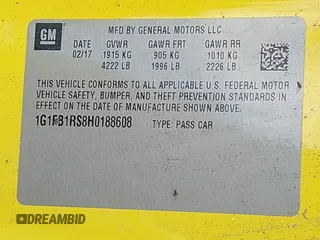 GM
MFD BY GENERAL MOTORS LLC
DATE GVWR GAWR FRT GAWR RR
02/17 1915 KG 905 KG 1010 KG
4222 LB 1996 LB 2226 LB
THIS VEHICLE CONFORMS TO ALL APPLICABLE U.S. FEDERAL MOTOR
VEHICLE SAFETY, BUMPER, AND THEFT PREVENTION STANDARDS IN
EFFECT ON THE DATE OF MANUFACTURE SHOWN ABOVE.
1G1FB1RS8H0188608 TYPE: PASS CAR
DREAMBID